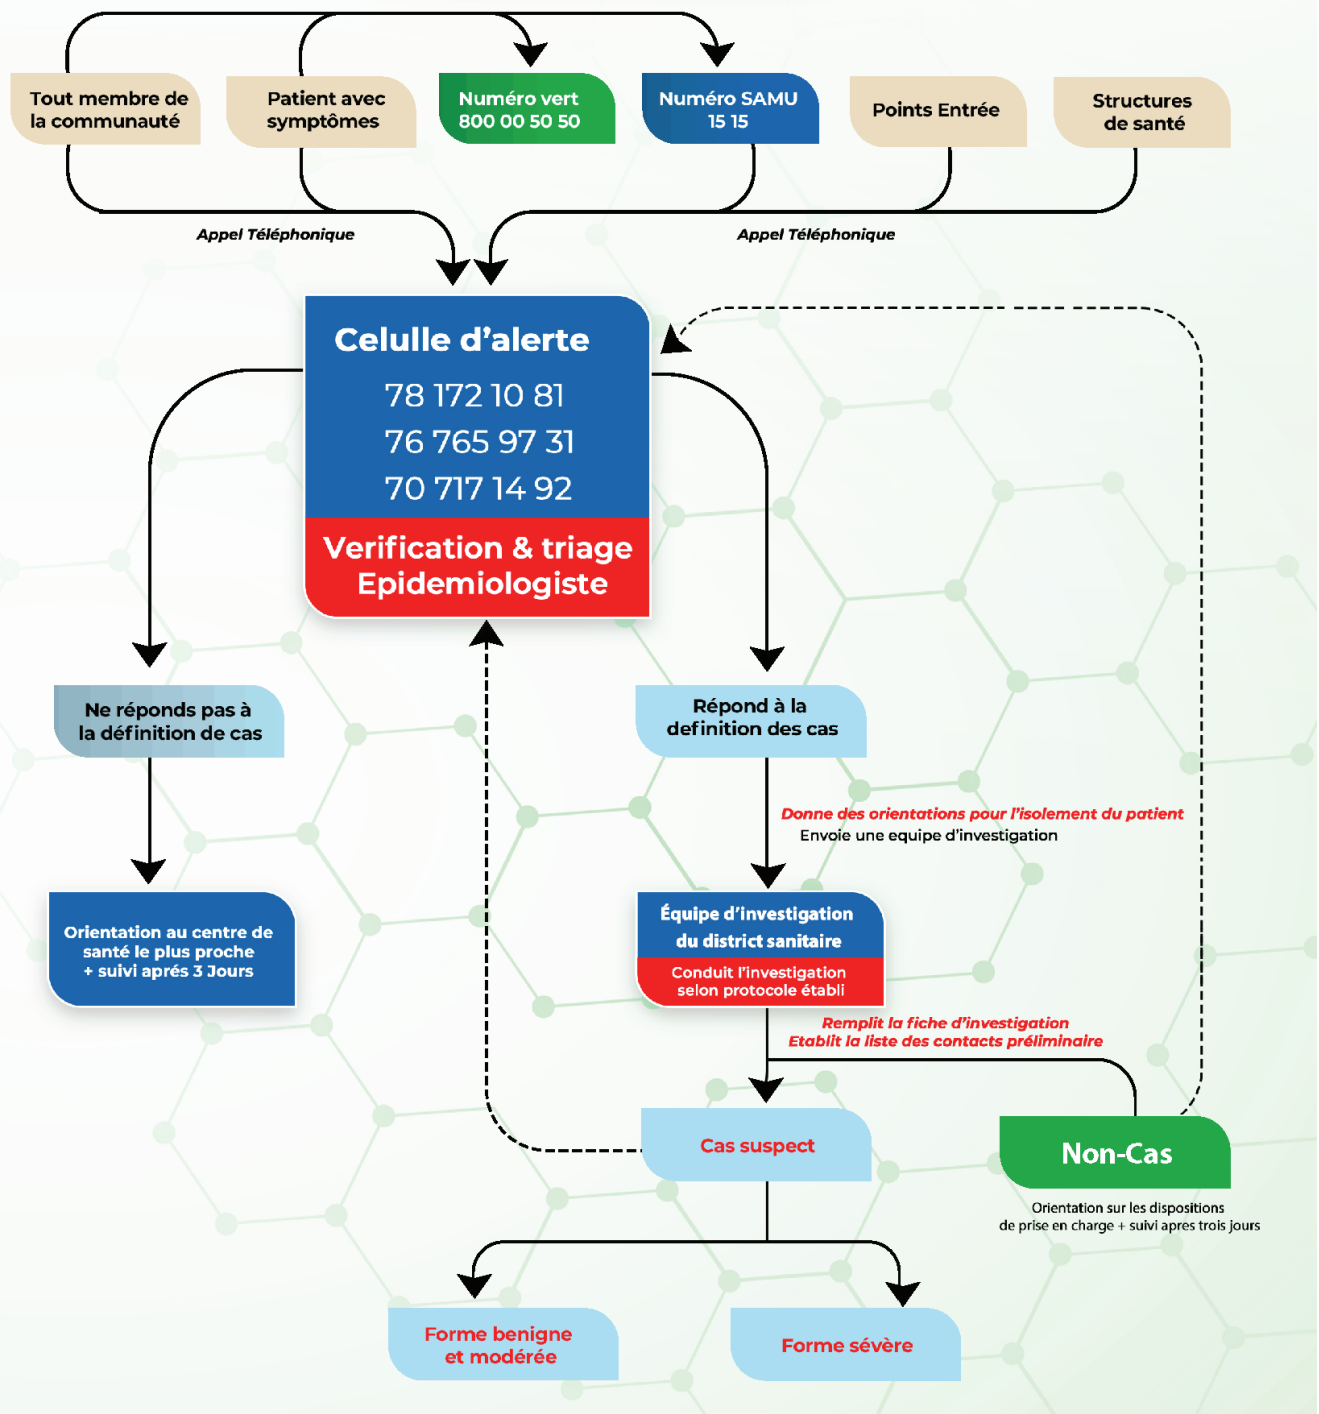 Tout membre de
la communauté
Patient avec
symptômes
Numéro vert
800 00 50 50
Numéro SAMU
15 15
Points Entrée
Structures
de santé
Appel Téléphonique
Appel Téléphonique
Celulle d'alerte
78 172 10 81
76 765 97 31
70 717 14 92
Verification & triage
Epidemiologiste
Ne réponds pas à
la définition de cas
Répond à la
definition des cas
Donne des orientations pour l'isolement du patient
Envoie une equipe d'investigation
Orientation au centre de
santé le plus proche
+ suivi aprés 3 Jours
Équipe d'investigation
du district sanitaire
Conduit l'investigation
selon protocole établi
Remplit la fiche d'investigation
Etablit la liste des contacts préliminaire
Cas suspect
Non-Cas
Orientation sur les dispositions
de prise en charge + suivi apres trois jours
Forme benigne
et modérée
Forme sévère